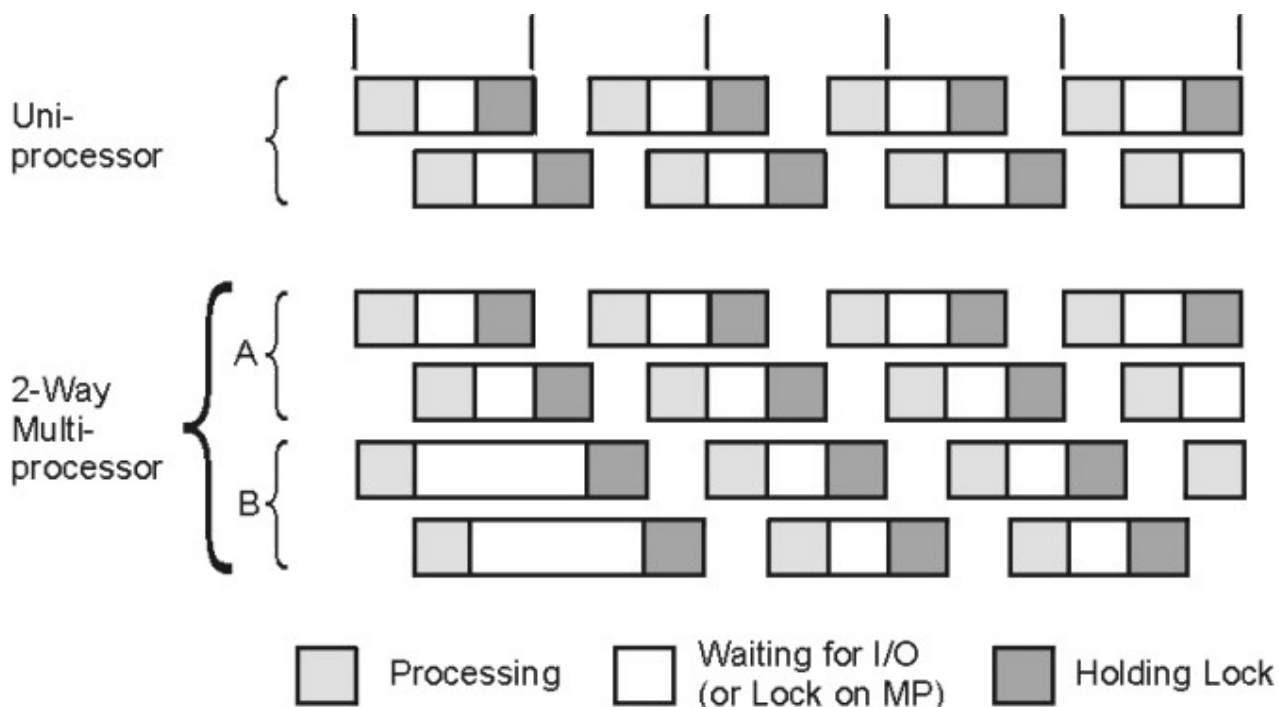 Uni-
processor
2-Way
Multi-
processor
A
B
Processing
Waiting for I/O
(or Lock on MP)
Holding Lock